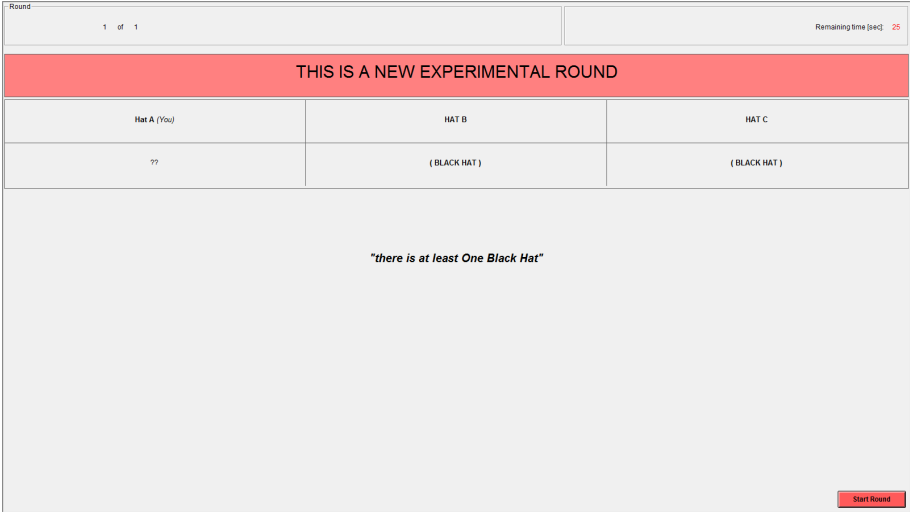 Round
1 of 1
Remaining time [sec]: 25
THIS IS A NEW EXPERIMENTAL ROUND
Hat A (You)
HAT B
HAT C
??
( BLACK HAT )
( BLACK HAT )
"there is at least One Black Hat"
Start Round